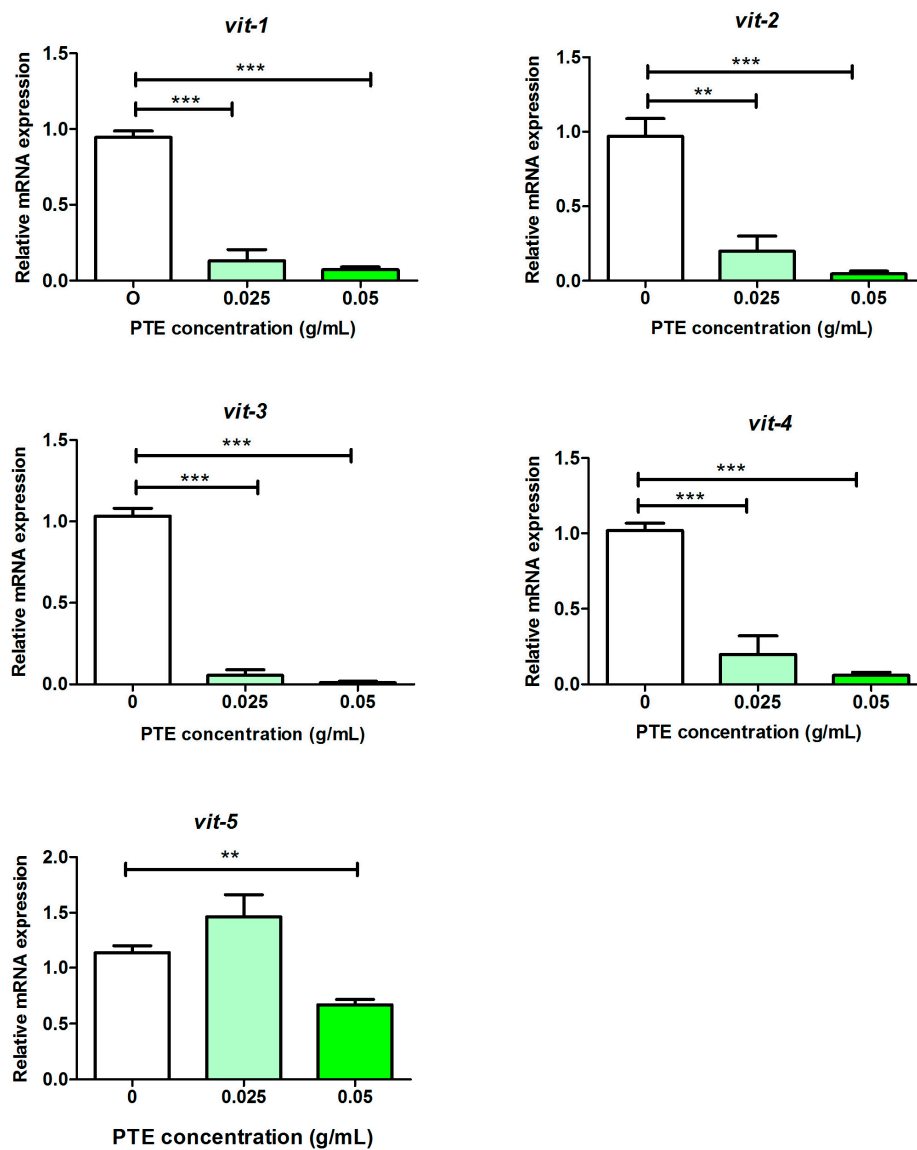 vit-1
Relative mRNA expression
1.5
1.0
0.5
0.0
***
***
O 0.025 0.05
PTE concentration (g/mL)
vit-2
Relative mRNA expression
1.5
1.0
0.5
0.0
***
**
0 0.025 0.05
PTE concentration (g/mL)
vit-3
Relative mRNA expression
1.5
1.0
0.5
0.0
***
***
0 0.025 0.05
PTE concentration (g/mL)
vit-4
Relative mRNA expression
1.5
1.0
0.5
0.0
***
***
0 0.025 0.05
PTE concentration (g/mL)
vit-5
Relative mRNA expression
2.0
1.5
1.0
0.5
0.0
**
0 0.025 0.05
PTE concentration (g/mL)